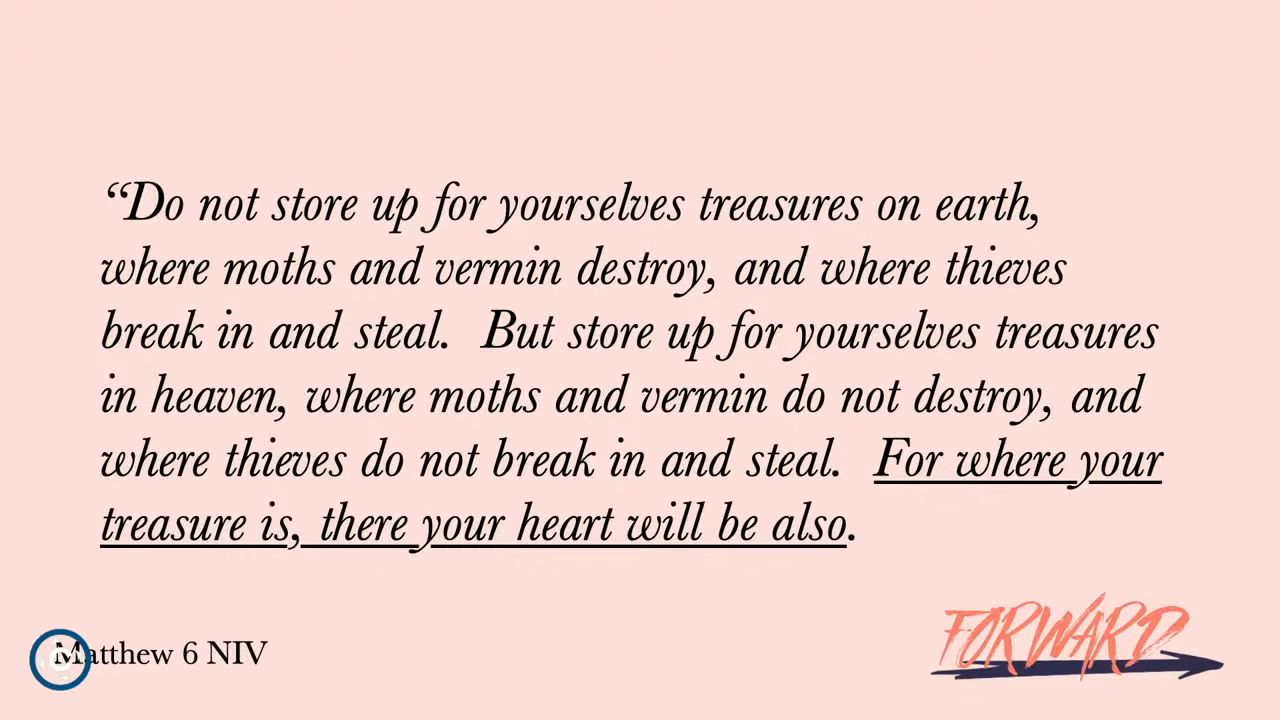 “Do not store up for yourselves treasures on earth,
where moths and vermin destroy, and where thieves
break in and steal.  But store up for yourselves treasures
in heaven, where moths and vermin do not destroy, and
where thieves do not break in and steal.  For where your
treasure is, there your heart will be also.
Matthew 6 NIV
FORWARD